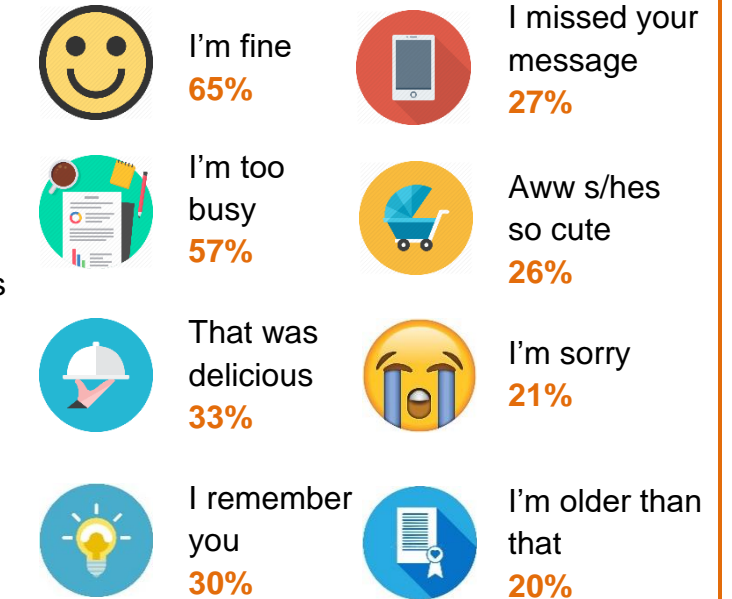 I'm fine
65%
I'm too
busy
57%
s
That was
delicious
33%
I remember
you
30%
I missed your
message
27%
Aww s/hes
so cute
26%
I'm sorry
21%
I'm older than
that
20%